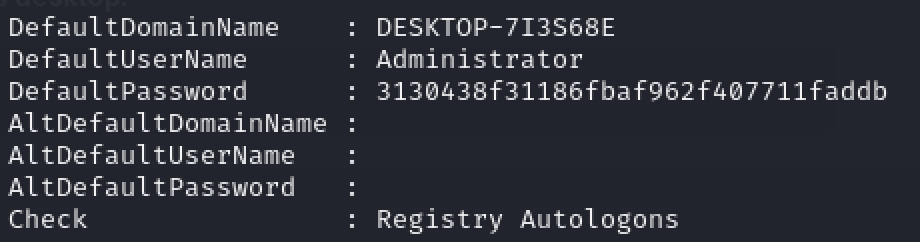 DefaultDomainName : DESKTOP-7I3S68E
DefaultUserName : Administrator
DefaultPassword : 3130438f31186fbaf962f407711faddb
AltDefaultDomainName :
AltDefaultUserName :
AltDefaultPassword :
Check : Registry Autologons